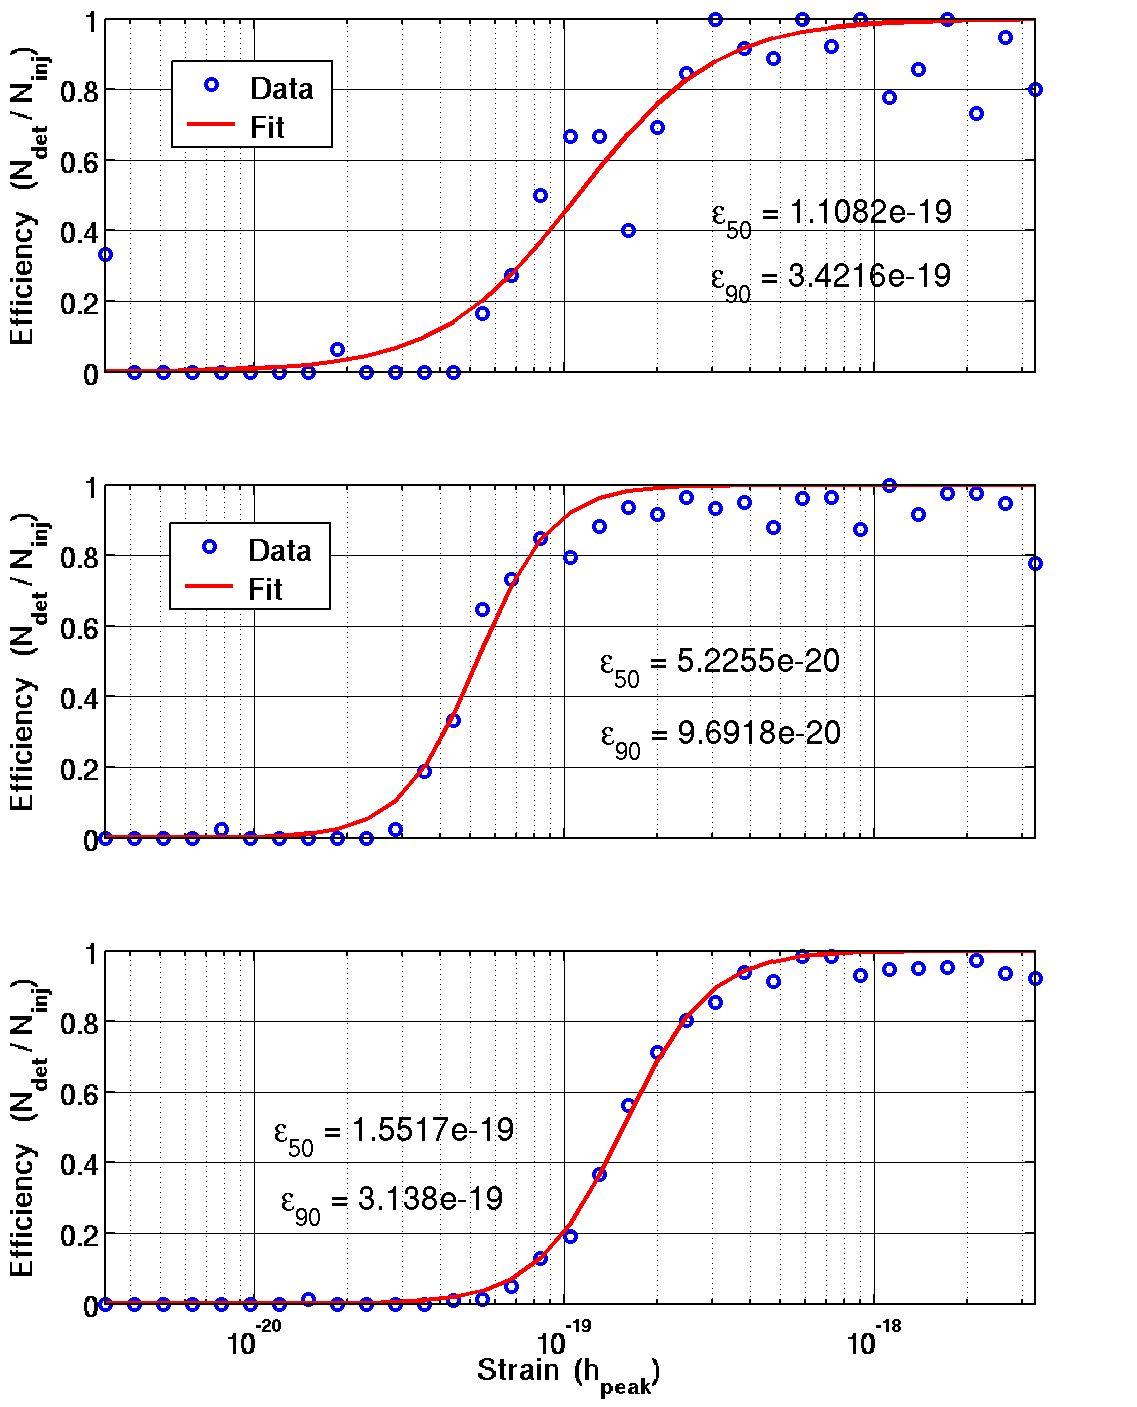 1
0.8
0.6
0.4
0.2
0
Efficiency (N_det / N_inj)
Data
Fit
ε_50 = 1.1082e-19
ε_90 = 3.4216e-19
1
0.8
0.6
0.4
0.2
0
Efficiency (N_det / N_inj)
Data
Fit
ε_50 = 5.2255e-20
ε_90 = 9.6918e-20
1
0.8
0.6
0.4
0.2
0
Efficiency (N_det / N_inj)
ε_50 = 1.5517e-19
ε_90 = 3.138e-19
10^-20 10^-19 10^-18
Strain (h_peak)